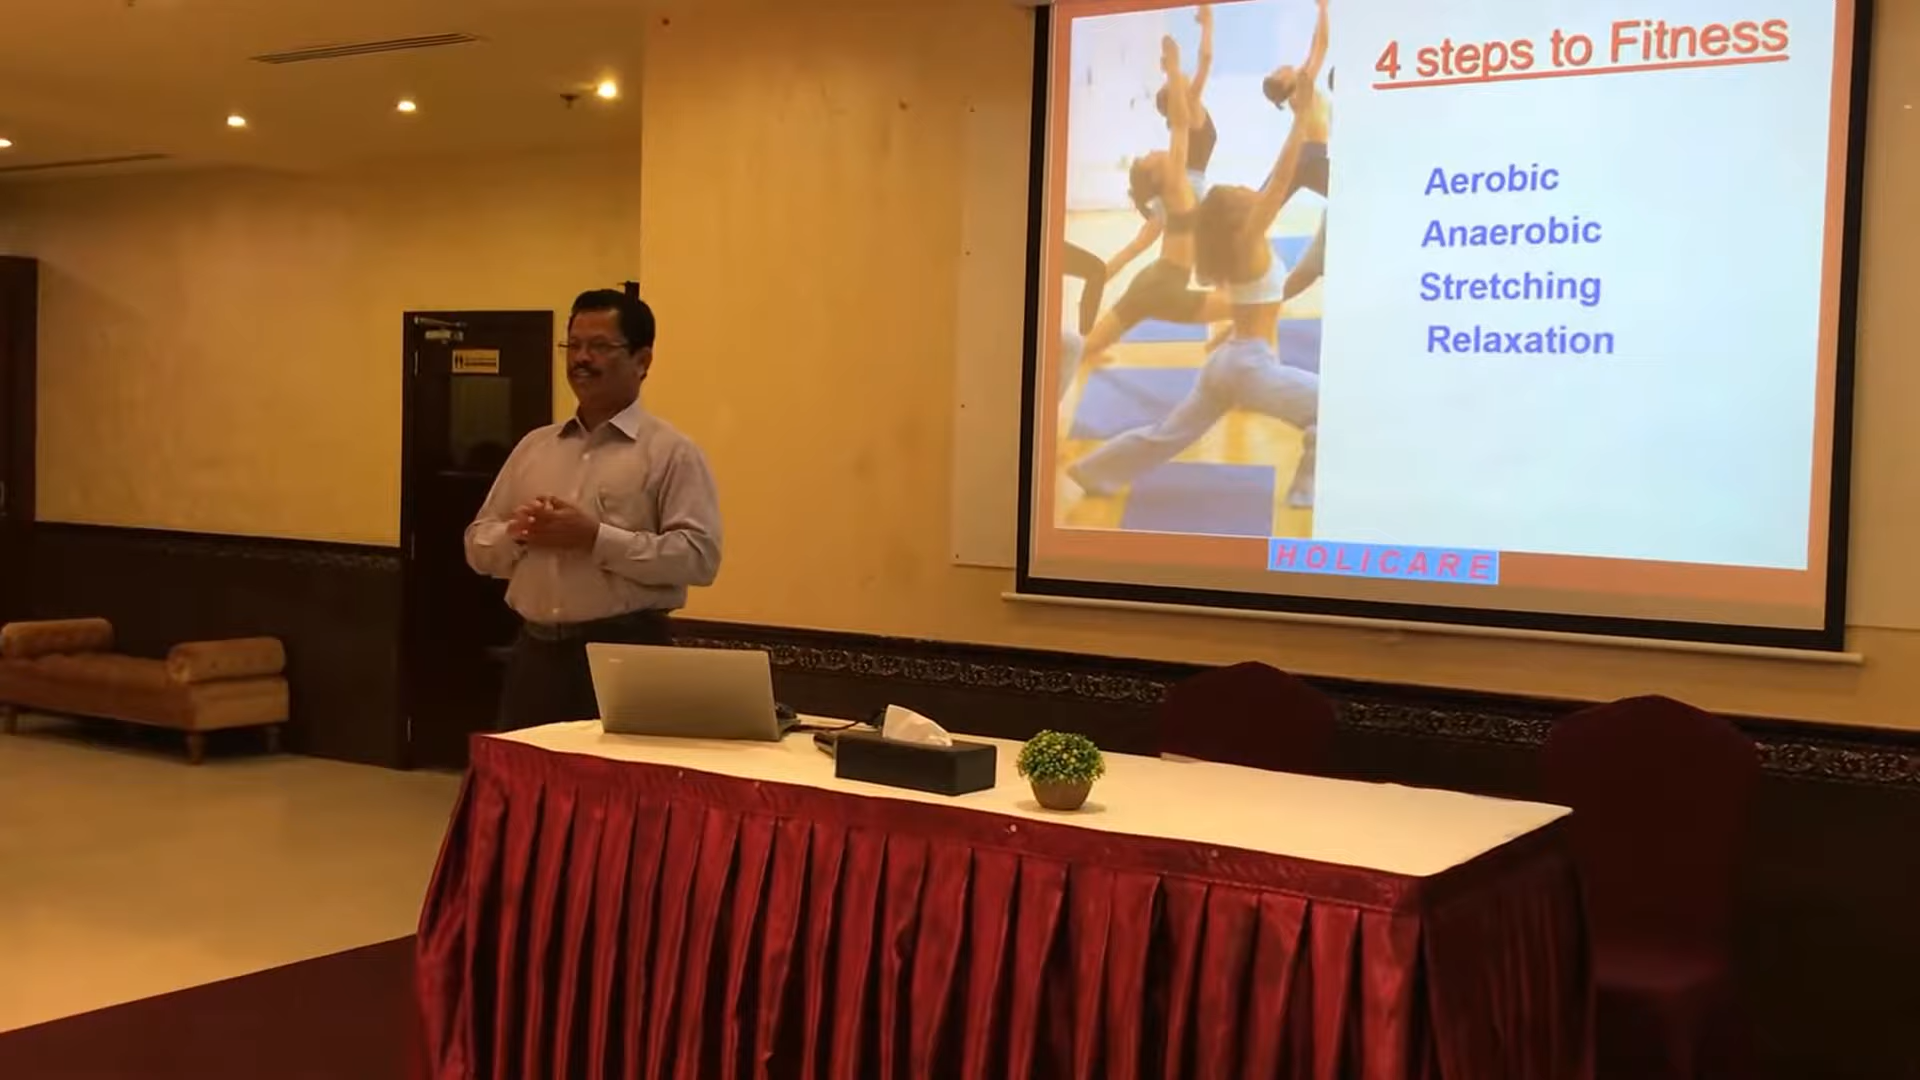 4 steps to Fitness
Aerobic
Anaerobic
Stretching
Relaxation
HOLICARE